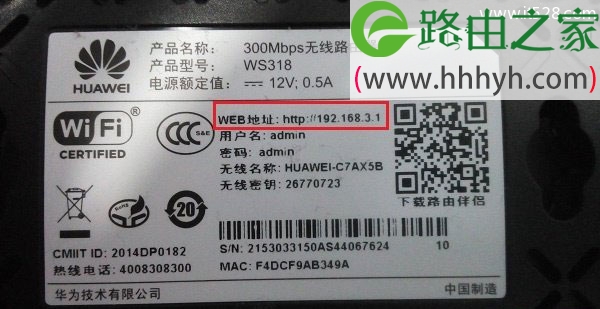 www.it528.com
路由之家
(www.hhhyh.com)
HUAWEI
产品名称: 300Mbps无线路由
产品型号: WS318
电源额定值: 12V; 0.5A
Wi Fi
CERTIFIED
CCC
S&E
WEB地址: http://192.168.3.1
用户名: admin
密码: admin
无线名称: HUAWEI-C7AX5B
无线密钥: 26770723
下载路由伴侣
20
CMIIT ID: 2014DP0182
热线电话: 4008308300
S/N: 2153033150AS44067624 10
MAC: F4DCF9AB349A
华为技术有限公司
中国制造